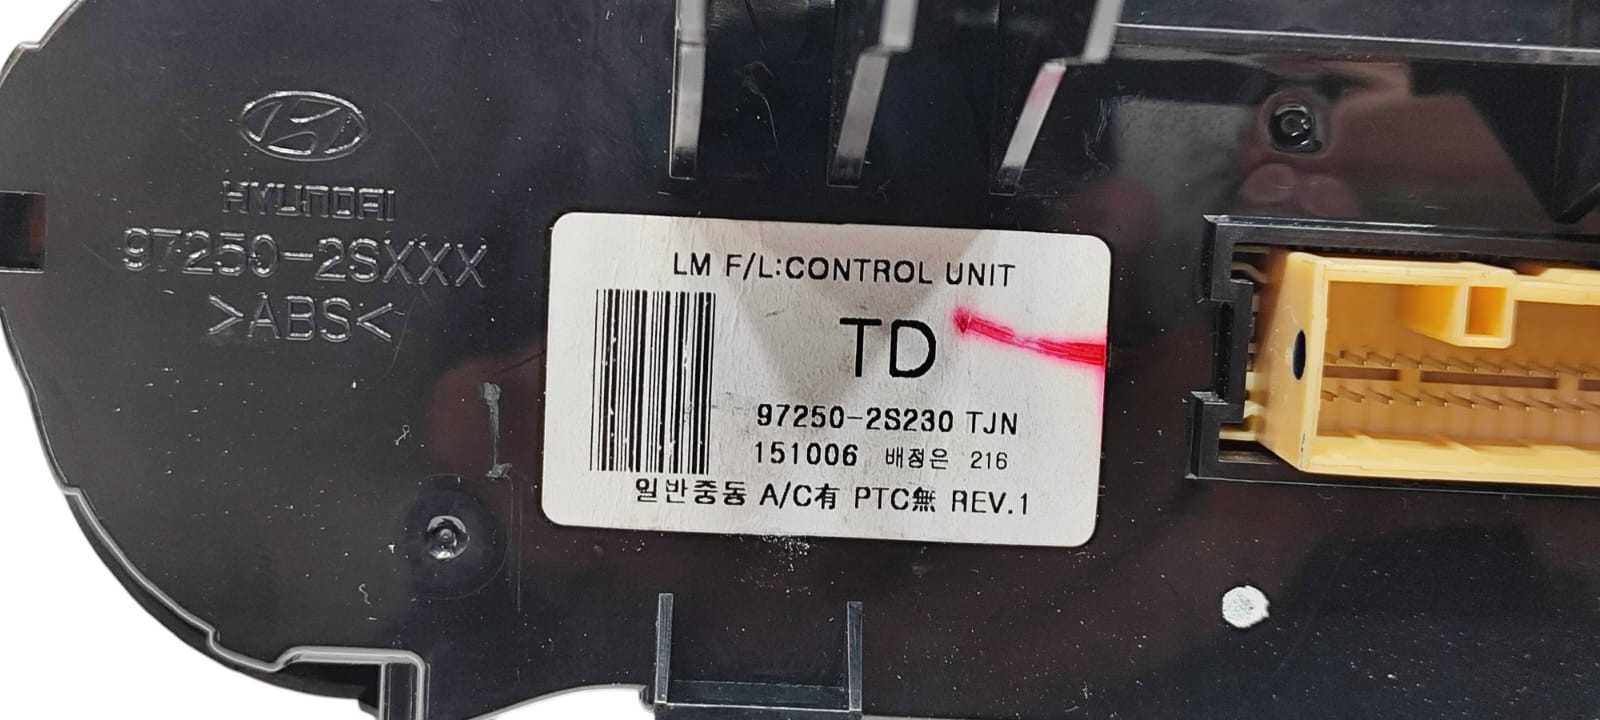 HYUNDAI
97250-2SXXX
>ABS<
LM F/L:CONTROL UNIT
TD
97250-2S230 TJN
151006 배정은 216
일반중동 A/C有 PTC無 REV.1